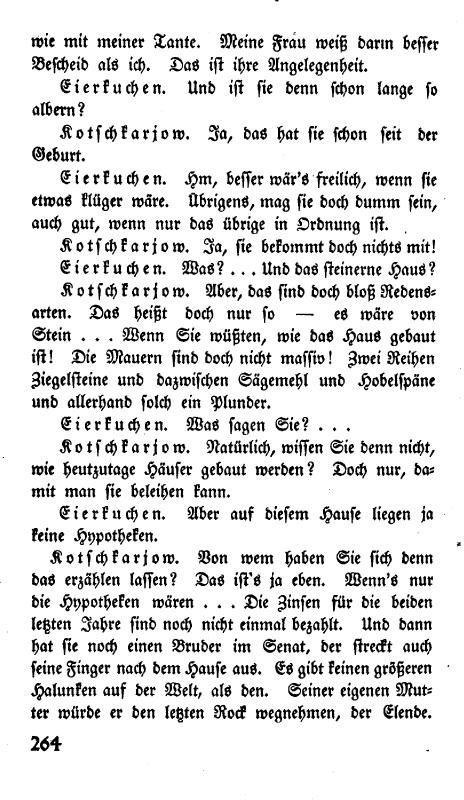 wie mit meiner Tante. Meine Frau weiß darin besser
Bescheid als ich. Das ist ihre Angelegenheit.
Eierkuchen. Und ist sie denn schon lange so
albern?
Kotschkarjow. Ja, das hat sie schon seit der
Geburt.
Eierkuchen. Hm, besser wär's freilich, wenn sie
etwas klüger wäre. Übrigens, mag sie doch dumm sein,
auch gut, wenn nur das übrige in Ordnung ist.
Kotschkarjow. Ja, sie bekommt doch nichts mit!
Eierkuchen. Was? . . . Und das steinerne Haus?
Kotschkarjow. Aber, das sind doch bloß Redens-
arten. Das heißt doch nur so — es wäre von
Stein . . . Wenn Sie wüßten, wie das Haus gebaut
ist! Die Mauern sind doch nicht massiv! Zwei Reihen
Ziegelsteine und dazwischen Sägemehl und Hobelspäne
und allerhand solch ein Plunder.
Eierkuchen. Was sagen Sie? . . .
Kotschkarjow. Natürlich, wissen Sie denn nicht,
wie heutzutage Häuser gebaut werden? Doch nur, da-
mit man sie beleihen kann.
Eierkuchen. Aber auf diesem Hause liegen ja
keine Hypotheken.
Kotschkarjow. Von wem haben Sie sich denn
das erzählen lassen? Das ist's ja eben. Wenn's nur
die Hypotheken wären . . . Die Zinsen für die beiden
letzten Jahre sind noch nicht einmal bezahlt. Und dann
hat sie noch einen Bruder im Senat, der streckt auch
seine Finger nach dem Hause aus. Es gibt keinen größeren
Halunken auf der Welt, als den. Seiner eigenen Mut-
ter würde er den letzten Rock wegnehmen, der Elende.
264